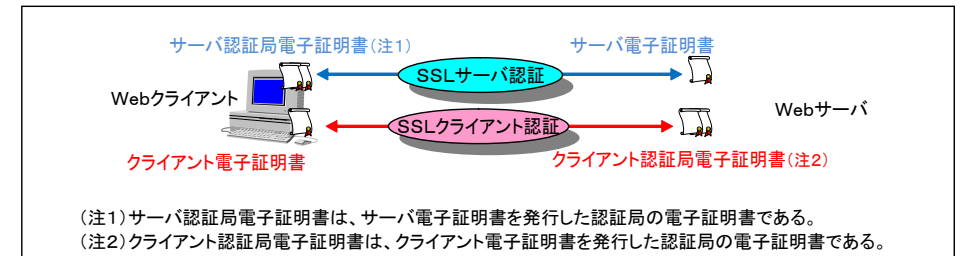 サーバ認証局電子証明書(注1)
サーバ電子証明書
SSLサーバ認証
Webクライアント
Webサーバ
SSLクライアント認証
クライアント電子証明書
クライアント認証局電子証明書(注2)
(注1)サーバ認証局電子証明書は、サーバ電子証明書を発行した認証局の電子証明書である。
(注2)クライアント認証局電子証明書は、クライアント電子証明書を発行した認証局の電子証明書である。